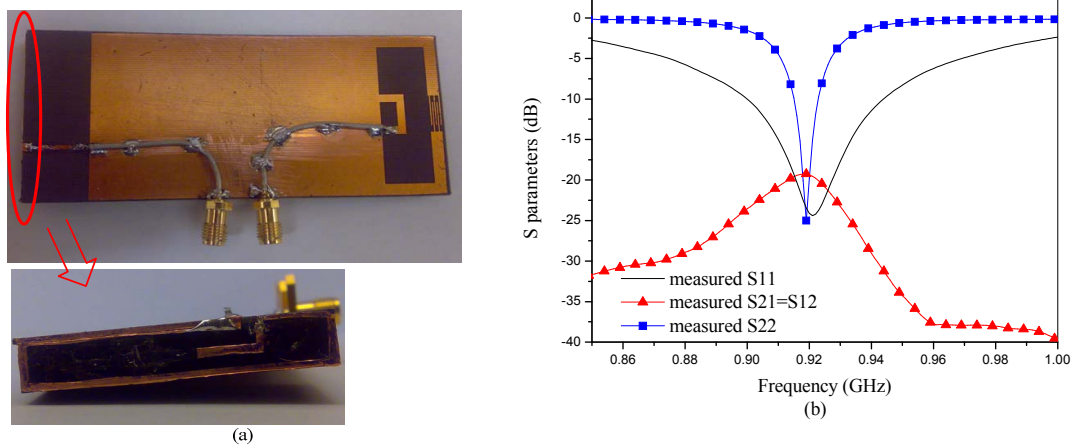 (a)
S parameters (dB)
0
-5
-10
-15
-20
-25
-30
-35
-40
measured S11
measured S21=S12
measured S22
0.86
0.88
0.90
0.92
0.94
0.96
0.98
1.00
Frequency (GHz)
(b)